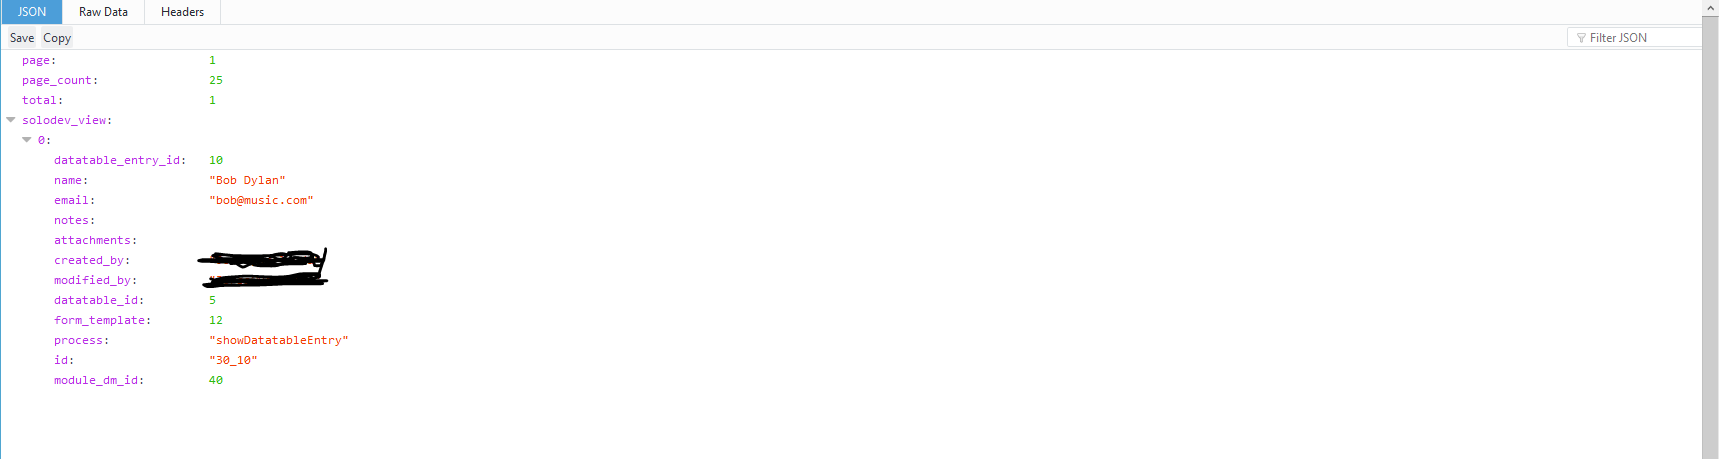 JSON Raw Data Headers
Save Copy Filter JSON
page: 1
page_count: 25
total: 1
solodev_view:
0:
datatable_entry_id: 10
name: "Bob Dylan"
email: "bob@music.com"
notes:
attachments:
created_by:
modified_by:
datatable_id: 5
form_template: 12
process: "showDatatableEntry"
id: "30_10"
module_dm_id: 40